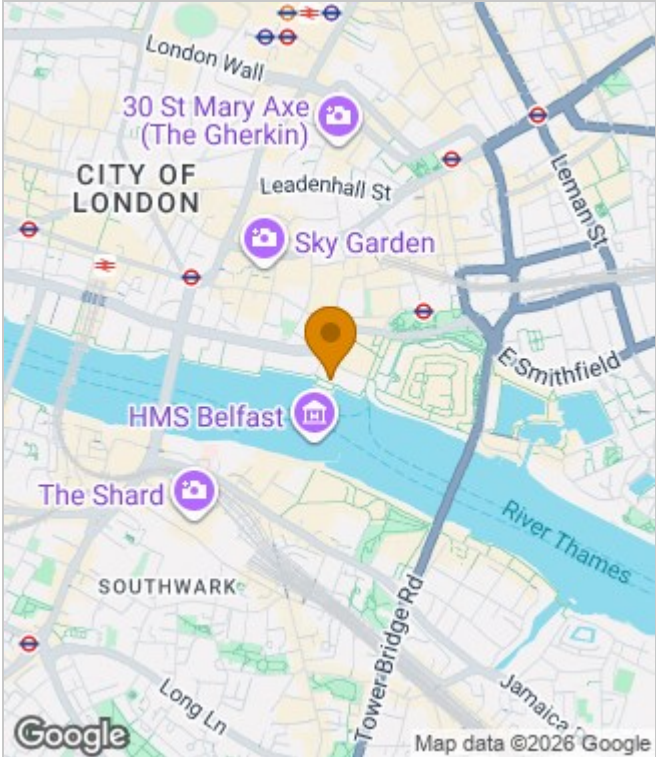 London Wall
30 St Mary Axe
(The Gherkin)
CITY OF
LONDON
Leadenhall St
Leman St
Sky Garden
E Smithfield
HMS Belfast
The Shard
River Thames
SOUTHWARK
Tower Bridge Rd
Long Ln
Jamaica
Google
Map data ©2026 Google